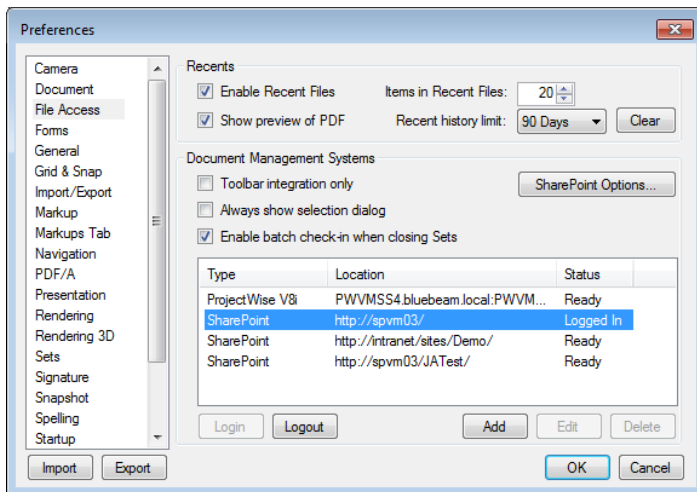 Preferences
Camera
Document
File Access
Forms
General
Grid & Snap
Import/Export
Markup
Markups Tab
Navigation
PDF/A
Presentation
Rendering
Rendering 3D
Sets
Signature
Snapshot
Spelling
Startup
Import Export
Recents
Enable Recent Files Items in Recent Files: 20
Show preview of PDF Recent history limit: 90 Days Clear
Document Management Systems
Toolbar integration only SharePoint Options...
Always show selection dialog
Enable batch check-in when closing Sets
Type Location Status
ProjectWise V8i PWVMSS4.bluebeam.local:PWVM... Ready
SharePoint http://spvm03/ Logged In
SharePoint http://intranet/sites/Demo/ Ready
SharePoint http://spvm03/JATest/ Ready
Login Logout Add Edit Delete
OK Cancel